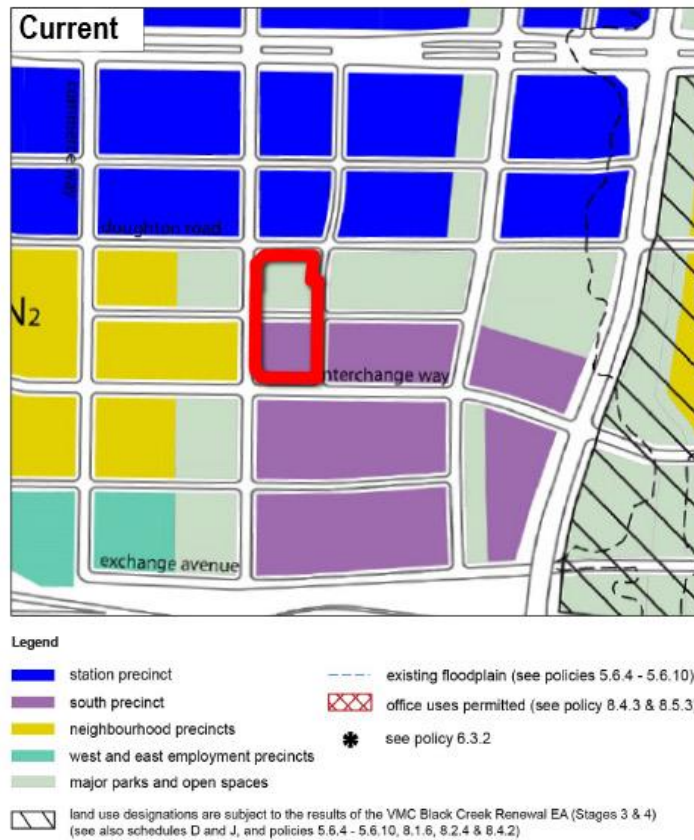 Current
doughton road
N2
interchange way
exchange avenue
Legend
station precinct
south precinct
neighbourhood precincts
west and east employment precincts
major parks and open spaces
existing floodplain (see policies 5.6.4 - 5.6.10)
office uses permitted (see policy 8.4.3 & 8.5.3)
see policy 6.3.2
land use designations are subject to the results of the VMC Black Creek Renewal EA (Stages 3 & 4)
(see also schedules D and J, and policies 5.6.4 - 5.6.10, 8.1.6, 8.2.4 & 8.4.2)